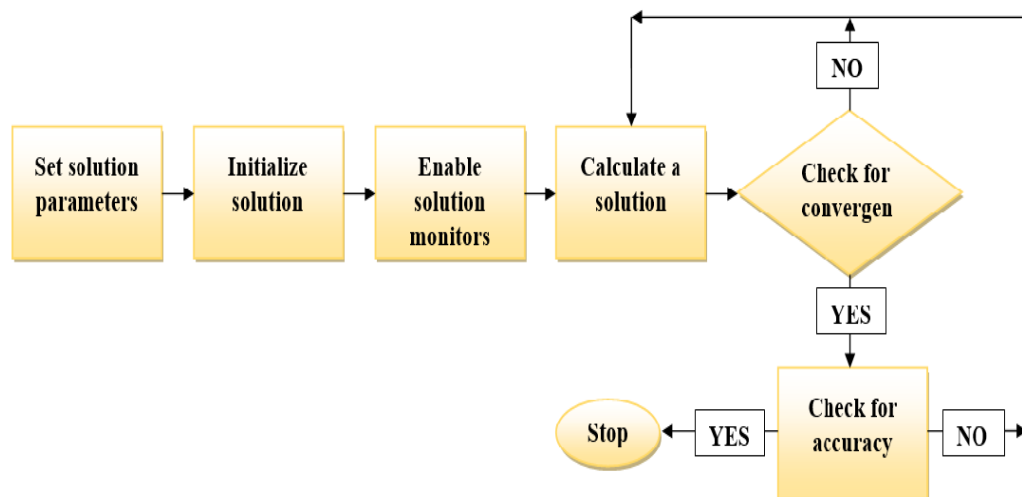 NO
Set solution
parameters
Initialize
solution
Enable
solution
monitors
Calculate a
solution
Check for
convergen
YES
Check for
accuracy
NO
YES
Stop